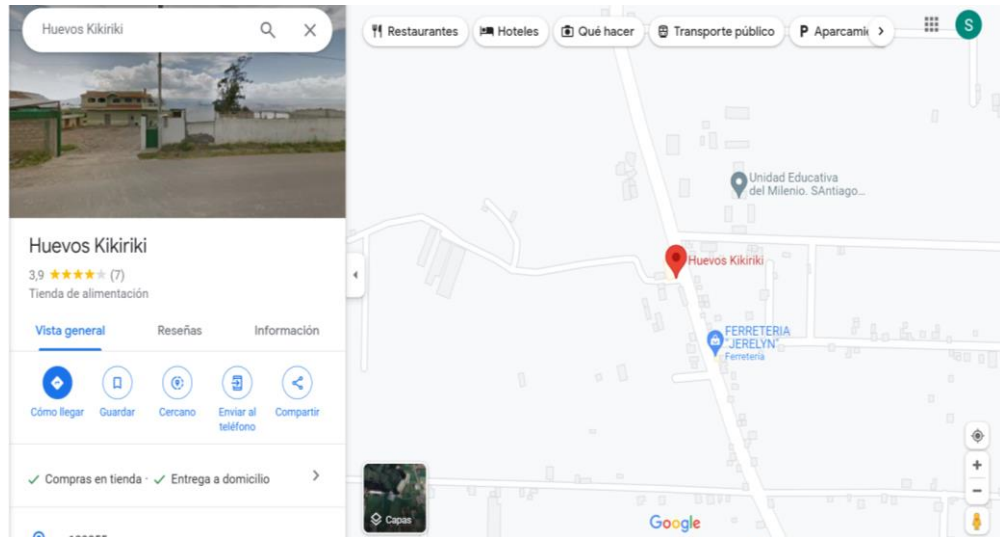 Huevos Kikiriki
Huevos Kikiriki
3,9 (7)
Tienda de alimentación
Vista general
Reseñas
Información
Cómo llegar
Guardar
Cercano
Enviar al
teléfono
Compartir
Compras en tienda · Entrega a domicilio
Restaurantes
Hoteles
Qué hacer
Transporte público
P Aparcamie
S
Unidad Educativa
del Milenio. SAntiago...
Huevos Kikiriki
FERRETERIA
"JERELYN"
Ferretería
Capas
Google